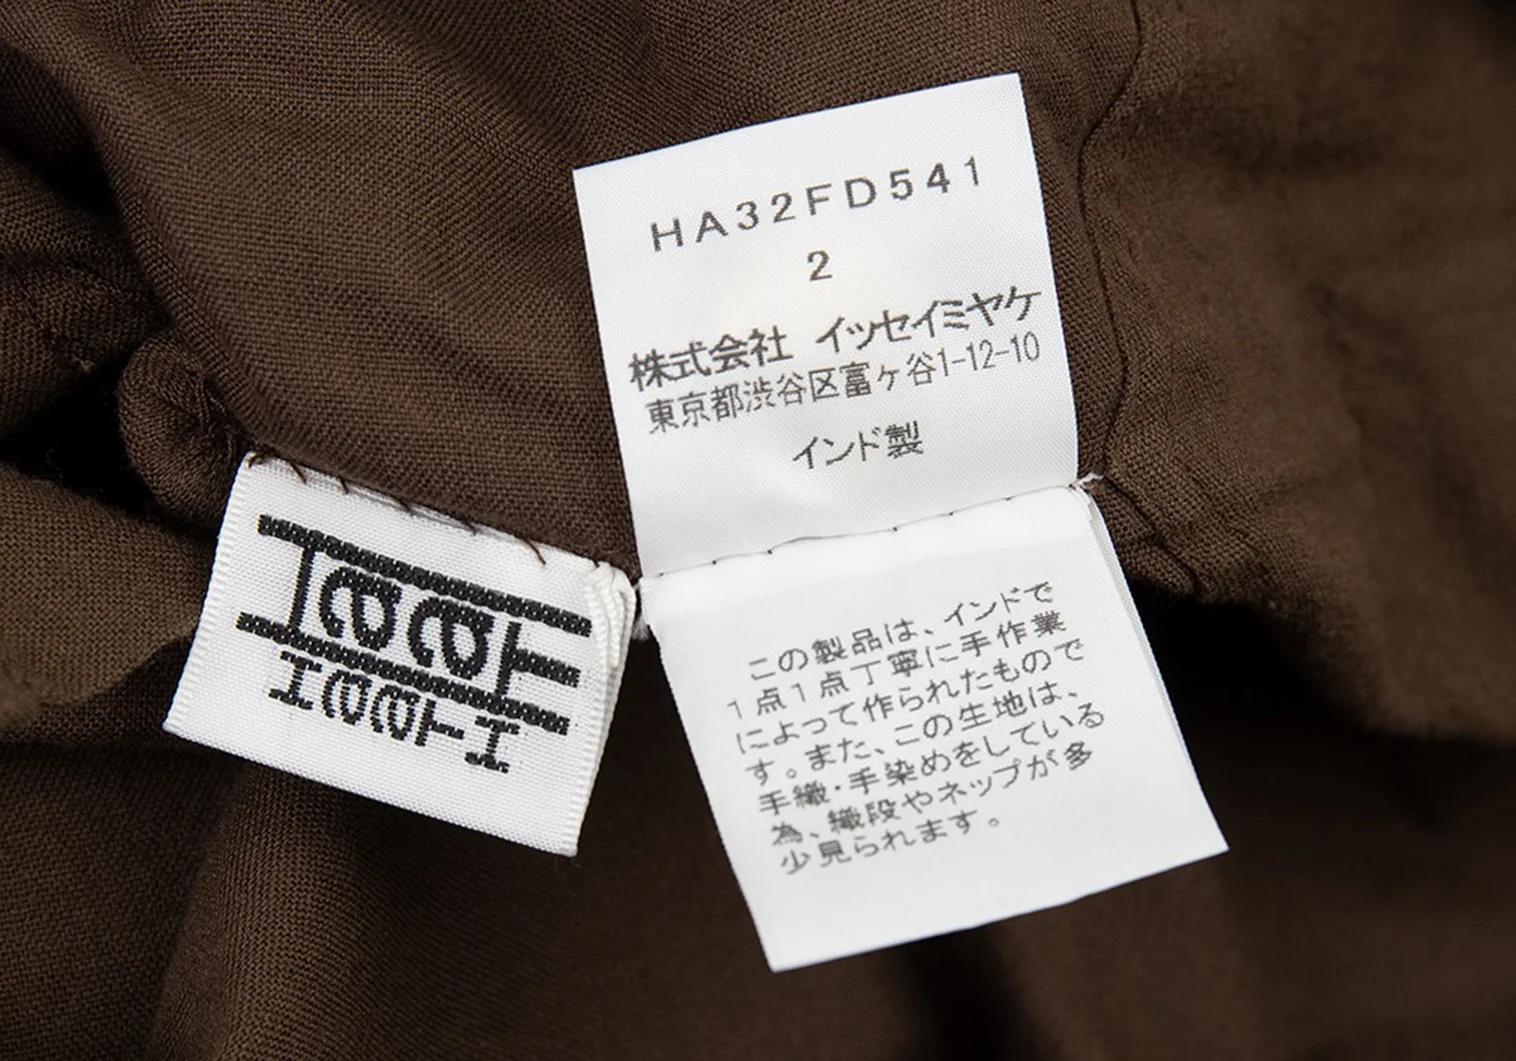 HA32FD541
2
株式会社 イッセイミヤケ
東京都渋谷区富ヶ谷1-12-10
インド製
この製品は、インドで
1点1点丁寧に手作業
によって作られたもので
す。また、この生地は、
手織・手染めをしている
為、織段やネップが多
少見られます。